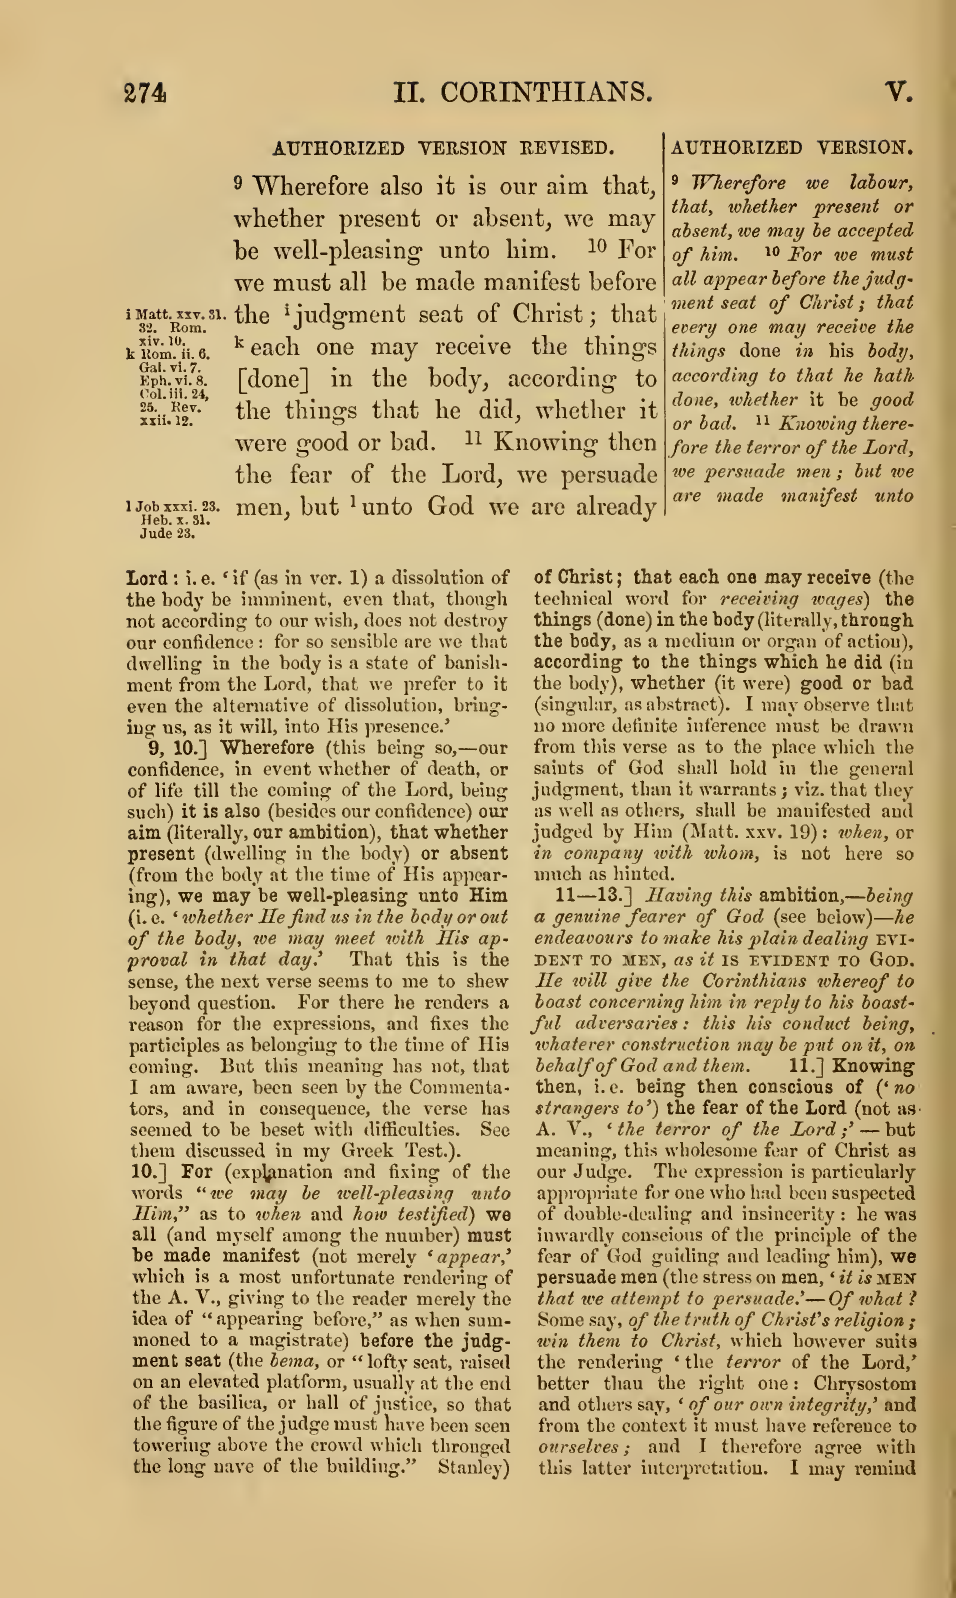 274
II. CORINTHIANS.
V.
AUTHORIZED VERSION REVISED.
9 Wherefore also it is our aim that,
whether present or absent, we may
be well-pleasing unto him. 10 For
we must all be made manifest before
the i judgment seat of Christ; that
k each one may receive the things
[done] in the body, according to
the things that he did, whether it
were good or bad. 11 Knowing then
the fear of the Lord, we persuade
men, but l unto God we are already
i Matt. xxv. 31.
32. Rom.
xiv. 10.
k Rom. ii. 6.
Gal. vi. 7.
Eph. vi. 8.
Col. iii. 24,
25. Rev.
xxii. 12.
l Job xxxi. 23.
Heb. x. 31.
Jude 23.
AUTHORIZED VERSION.
9 Wherefore we labour,
that, whether present or
absent, we may be accepted
of him. 10 For we must
all appear before the judg-
ment seat of Christ; that
every one may receive the
things done in his body,
according to that he hath
done, whether it be good
or bad. 11 Knowing there-
fore the terror of the Lord,
we persuade men; but we
are made manifest unto
Lord: i. e. ‘if (as in ver. 1) a dissolution of
the body be imminent, even that, though
not according to our wish, does not destroy
our confidence: for so sensible are we that
dwelling in the body is a state of banish-
ment from the Lord, that we prefer to it
even the alternative of dissolution, bring-
ing us, as it will, into His presence.’
9, 10.] Wherefore (this being so,—our
confidence, in event whether of death, or
of life till the coming of the Lord, being
such) it is also (besides our confidence) our
aim (literally, our ambition), that whether
present (dwelling in the body) or absent
(from the body at the time of His appear-
ing), we may be well-pleasing unto Him
(i. e. ‘whether He find us in the body or out
of the body, we may meet with His ap-
proval in that day.’ That this is the
sense, the next verse seems to me to shew
beyond question. For there he renders a
reason for the expressions, and fixes the
participles as belonging to the time of His
coming. But this meaning has not, that
I am aware, been seen by the Commenta-
tors, and in consequence, the verse has
seemed to be beset with difficulties. See
them discussed in my Greek Test.).
10.] For (explanation and fixing of the
words “we may be well-pleasing unto
Him,” as to when and how testified) we
all (and myself among the number) must
be made manifest (not merely ‘appear,’
which is a most unfortunate rendering of
the A. V., giving to the reader merely the
idea of “appearing before,” as when sum-
moned to a magistrate) before the judg-
ment seat (the bema, or “lofty seat, raised
on an elevated platform, usually at the end
of the basilica, or hall of justice, so that
the figure of the judge must have been seen
towering above the crowd which thronged
the long nave of the building.” Stanley)
of Christ; that each one may receive (the
technical word for receiving wages) the
things (done) in the body (literally, through
the body, as a medium or organ of action),
according to the things which he did (in
the body), whether (it were) good or bad
(singular, as abstract). I may observe that
no more definite inference must be drawn
from this verse as to the place which the
saints of God shall hold in the general
judgment, than it warrants; viz. that they
as well as others, shall be manifested and
judged by Him (Matt. xxv. 19): when, or
in company with whom, is not here so
much as hinted.
11—13.] Having this ambition,—being
a genuine fearer of God (see below)—he
endeavours to make his plain dealing EVI-
DENT TO MEN, as it IS EVIDENT TO GOD.
He will give the Corinthians whereof to
boast concerning him in reply to his boast-
ful adversaries: this his conduct being,
whatever construction may be put on it, on
behalf of God and them. 11.] Knowing
then, i. e. being then conscious of (‘no
strangers to’) the fear of the Lord (not as
A. V., ‘the terror of the Lord;’—but
meaning, this wholesome fear of Christ as
our Judge. The expression is particularly
appropriate for one who had been suspected
of double-dealing and insincerity: he was
inwardly conscious of the principle of the
fear of God guiding and leading him), we
persuade men (the stress on men, ‘it is MEN
that we attempt to persuade.’—Of what?
Some say, of the truth of Christ's religion;
win them to Christ, which however suits
the rendering ‘the terror of the Lord,’
better than the right one: Chrysostom
and others say, ‘of our own integrity,’ and
from the context it must have reference to
ourselves; and I therefore agree with
this latter interpretation. I may remind